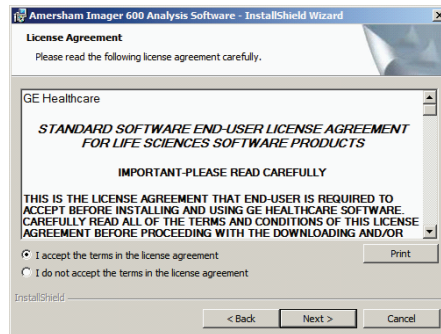 Amersham Imager 600 Analysis Software - InstallShield Wizard
License Agreement
Please read the following license agreement carefully.
GE Healthcare
STANDARD SOFTWARE END-USER LICENSE AGREEMENT
FOR LIFE SCIENCES SOFTWARE PRODUCTS
IMPORTANT-PLEASE READ CAREFULLY
THIS IS THE LICENSE AGREEMENT THAT END-USER IS REQUIRED TO
ACCEPT BEFORE INSTALLING AND USING GE HEALTHCARE SOFTWARE.
CAREFULLY READ ALL OF THE TERMS AND CONDITIONS OF THIS LICENSE
AGREEMENT BEFORE PROCEEDING WITH THE DOWNLOADING AND/OR
I accept the terms in the license agreement
Print
I do not accept the terms in the license agreement
InstallShield
< Back
Next >
Cancel